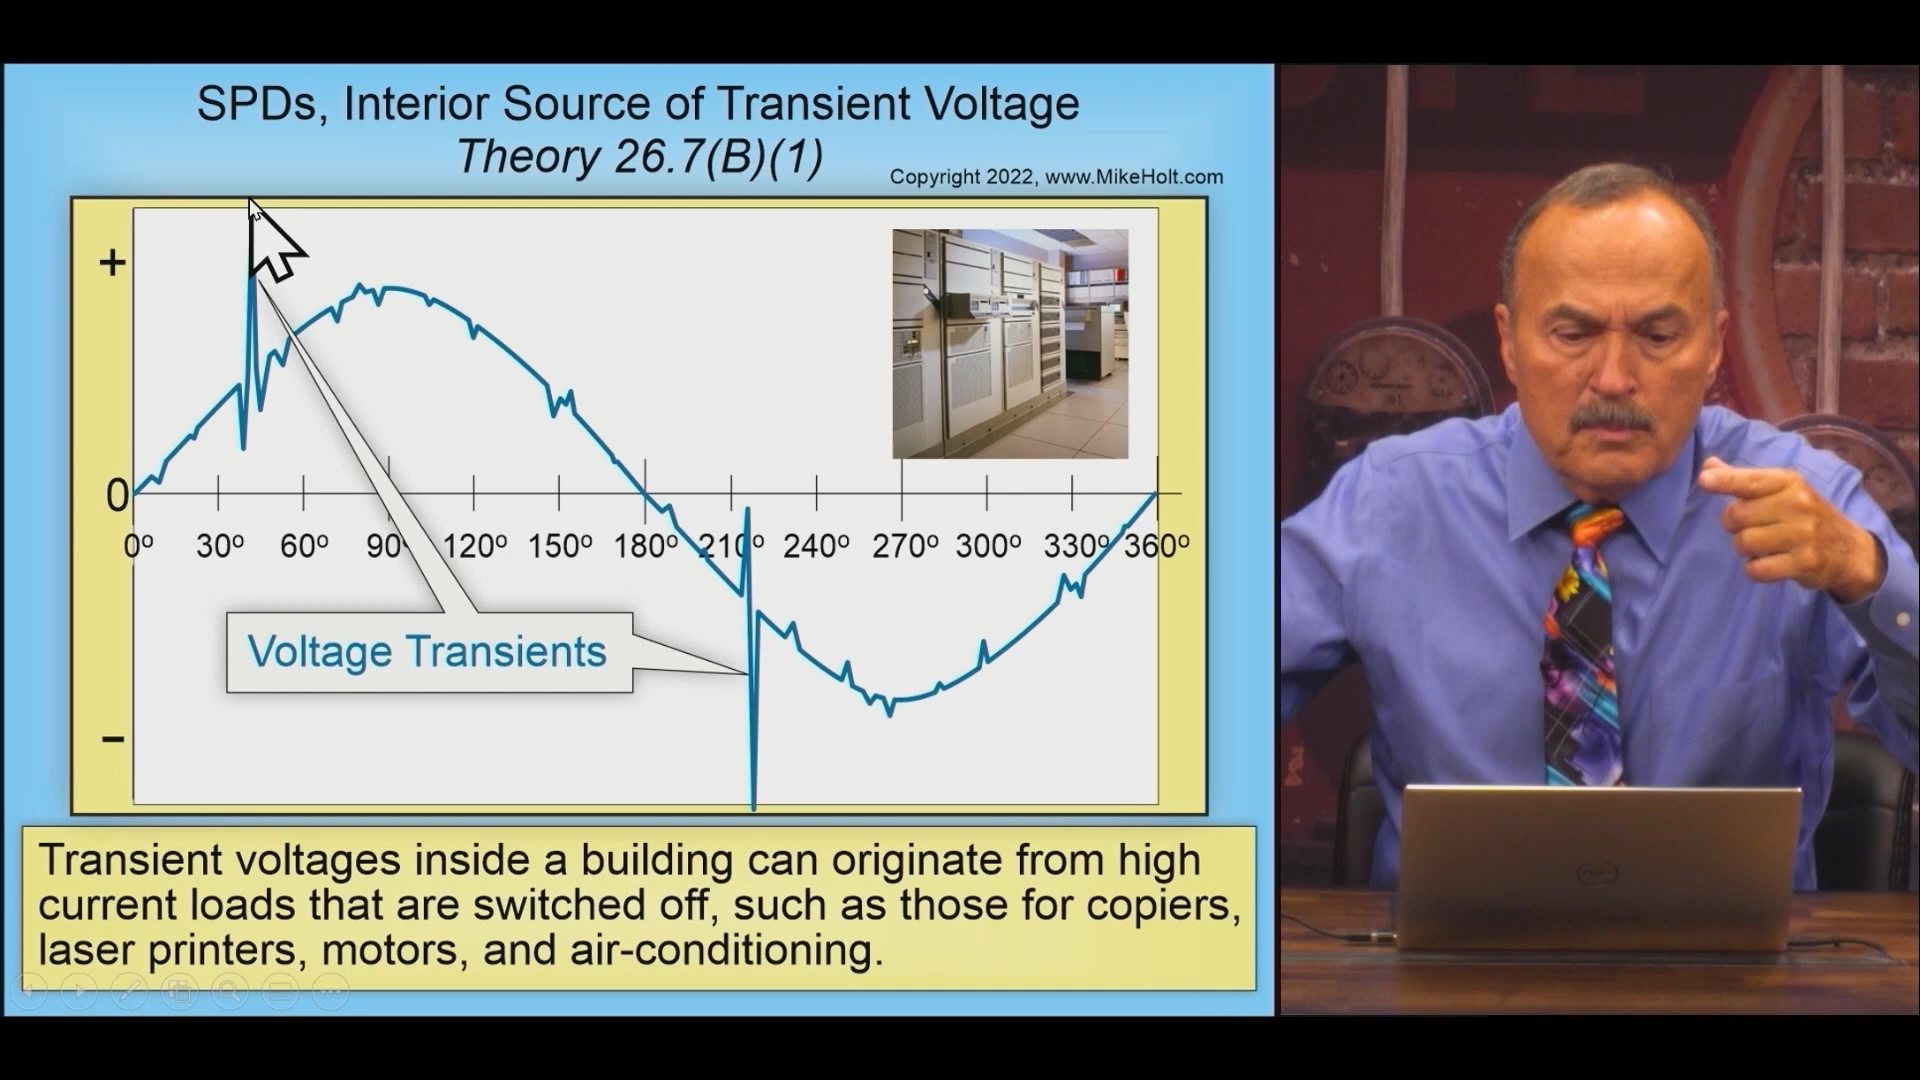 SPDs, Interior Source of Transient Voltage
Theory 26.7(B)(1)
Copyright 2022, www.MikeHolt.com
+
0
0º 30º 60º 90º 120º 150º 180º 210º 240º 270º 300º 330º 360º
Voltage Transients
–
Transient voltages inside a building can originate from high
current loads that are switched off, such as those for copiers,
laser printers, motors, and air-conditioning.
DELL